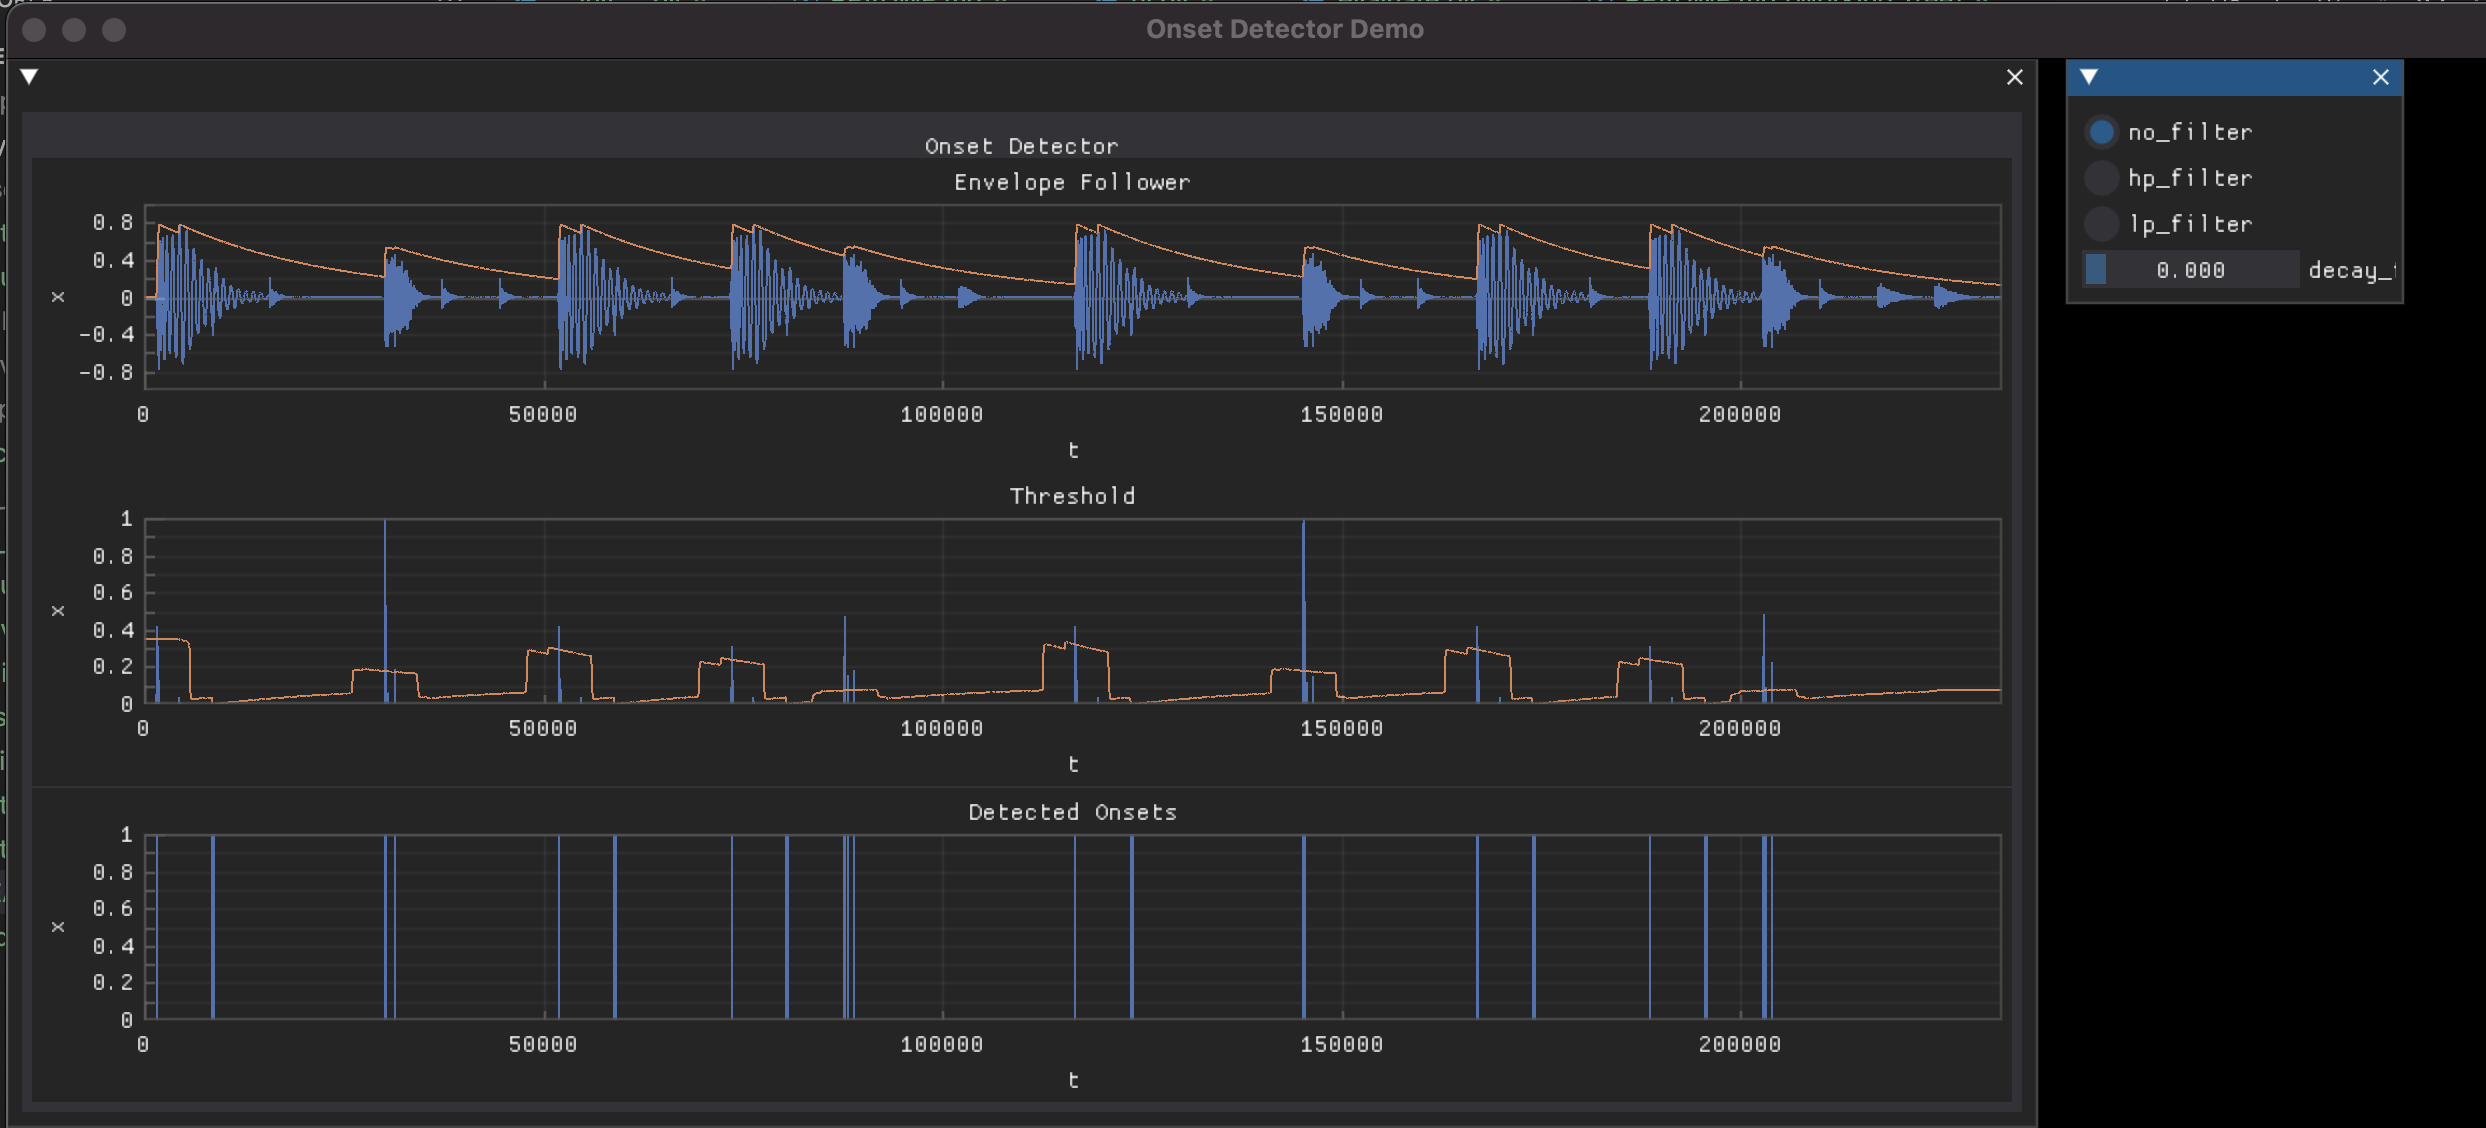 Onset Detector Demo
Onset Detector
Envelope Follower
0.8
0.4
0
-0.4
-0.8
x
0 50000 100000 150000 200000
t
Threshold
1
0.8
0.6
0.4
0.2
0
x
0 50000 100000 150000 200000
t
Detected Onsets
1
0.8
0.6
0.4
0.2
0
x
0 50000 100000 150000 200000
t
no_filter
hp_filter
lp_filter
0.000 decay_